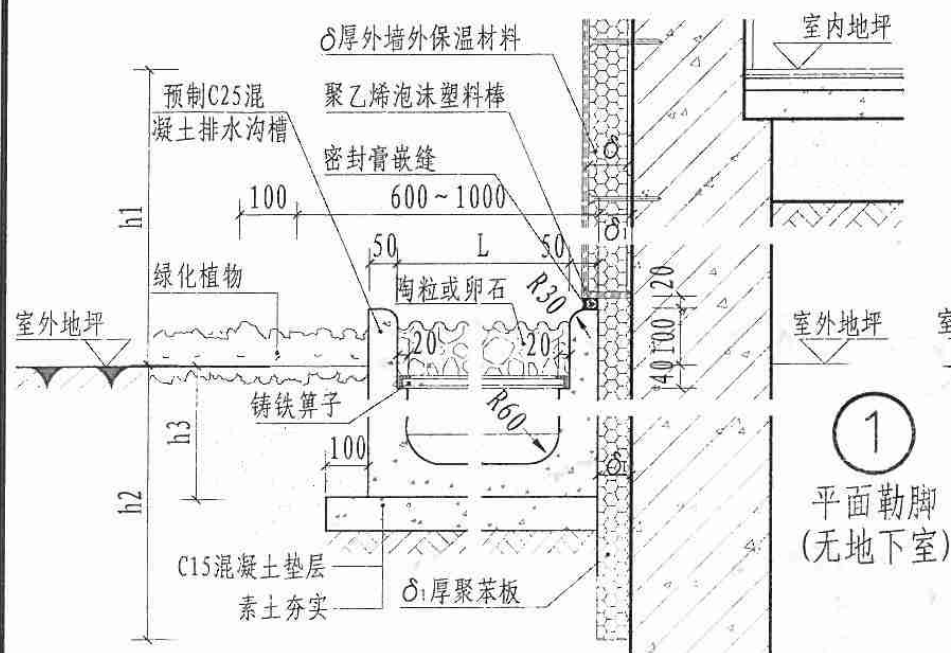 δ厚外墙外保温材料
室内地坪
预制C25混
凝土排水沟槽
聚乙烯泡沫塑料棒
密封膏嵌缝
δ
h1
100
600~1000
δ1
50
L
50
绿化植物
陶粒或卵石
R30
20
室外地坪
20
20
100
40
室外地坪
室
铸铁箅子
R60
h3
100
δ1
1
平面勒脚
(无地下室)
h2
C15混凝土垫层
素土夯实
δ1厚聚苯板